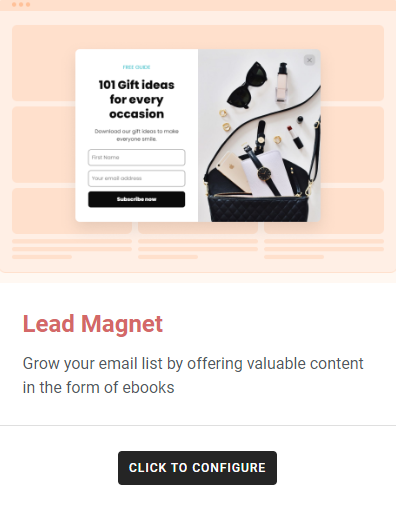 FREE GUIDE
101 Gift ideas
for every
occasion
Download our gift ideas to make
everyone smile.
First Name
Your email address
Subscribe now
Lead Magnet
Grow your email list by offering valuable content
in the form of ebooks
CLICK TO CONFIGURE